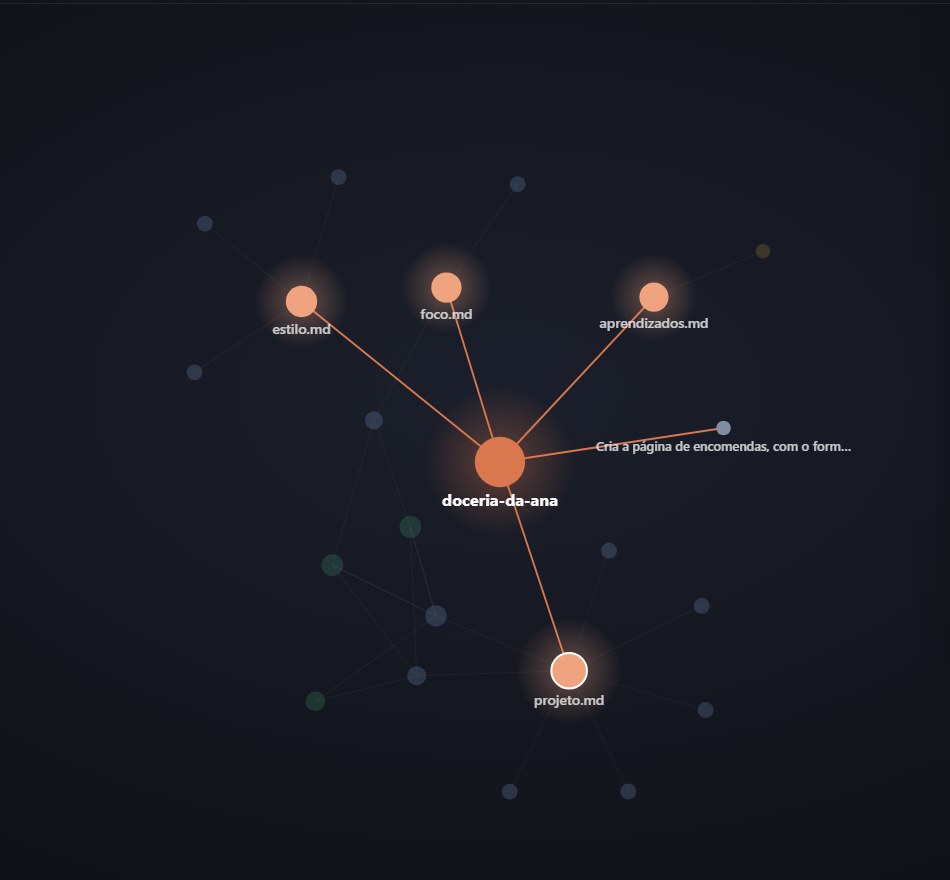 foco.md
aprendizados.md
estilo.md
Cria a página de encomendas, com o form...
doceria-da-ana
projeto.md